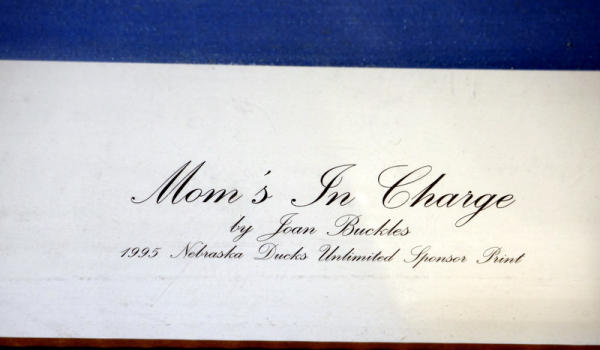 Mom's In Charge
by Joan Buckles
1995 Nebraska Ducks Unlimited Sponsor Print